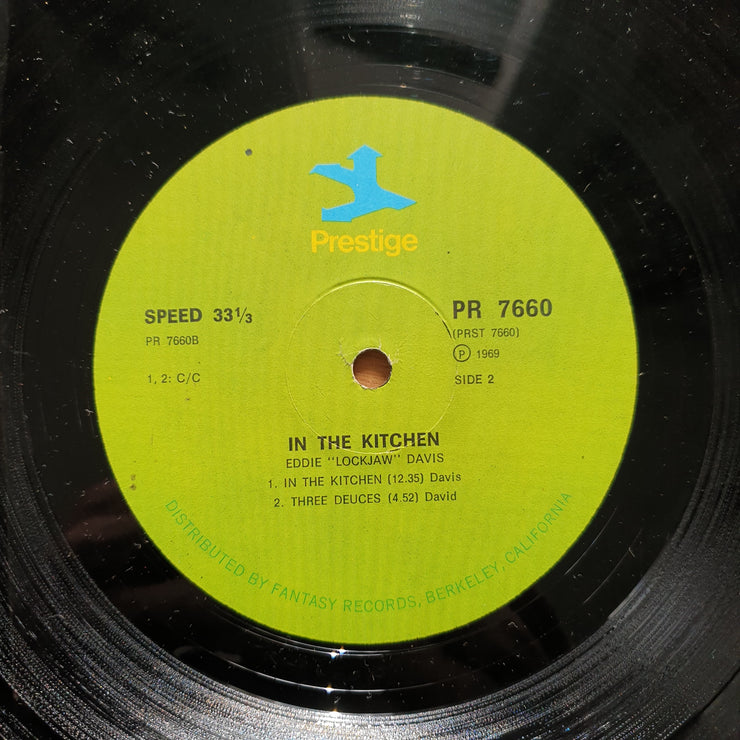 Prestige
SPEED 33⅓
PR 7660
PR 7660B
(PRST 7660)
Ⓟ 1969
1, 2: C/C
SIDE 2
IN THE KITCHEN
EDDIE "LOCKJAW" DAVIS
1. IN THE KITCHEN (12.35) Davis
2. THREE DEUCES (4.52) David
DISTRIBUTED BY FANTASY RECORDS, BERKELEY, CALIFORNIA